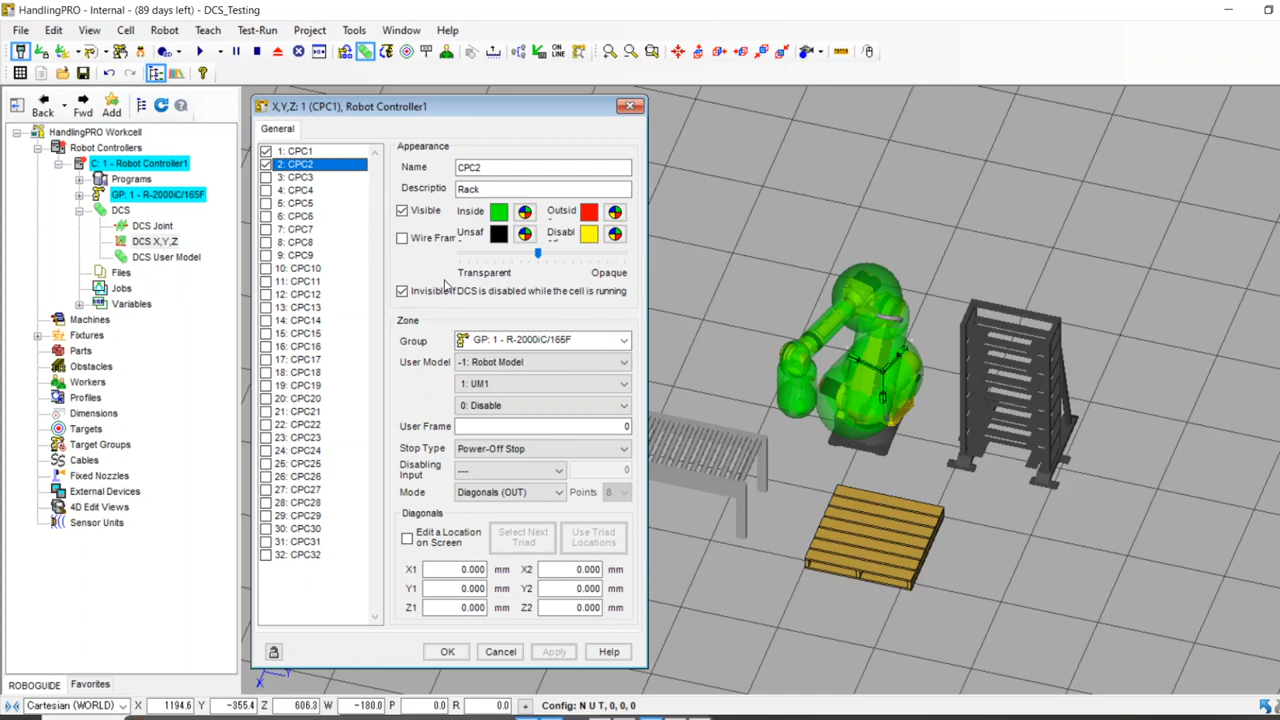 HandlingPRO - Internal - (89 days left) - DCS_Testing
File Edit View Cell Robot Teach Test-Run Project Tools Window Help
ON LINE
Back Fwd Add
HandlingPRO Workcell
Robot Controllers
C: 1 - Robot Controller1
Programs
GP: 1 - R-2000iC/165F
DCS
DCS Joint
DCS X,Y,Z
DCS User Model
Files
Jobs
Variables
Machines
Fixtures
Parts
Obstacles
Workers
Profiles
Dimensions
Targets
Target Groups
Cables
Fixed Nozzles
External Devices
4D Edit Views
Sensor Units
ROBOGUIDE Favorites
X,Y,Z: 1 (CPC1), Robot Controller1
General
1: CPC1
2: CPC2
3: CPC3
4: CPC4
5: CPC5
6: CPC6
7: CPC7
8: CPC8
9: CPC9
10: CPC10
11: CPC11
12: CPC12
13: CPC13
14: CPC14
15: CPC15
16: CPC16
17: CPC17
18: CPC18
19: CPC19
20: CPC20
21: CPC21
22: CPC22
23: CPC23
24: CPC24
25: CPC25
26: CPC26
27: CPC27
28: CPC28
29: CPC29
30: CPC30
31: CPC31
32: CPC32
Appearance
Name CPC2
Descriptio Rack
Visible Inside Outsid
Wire Fram Unsaf Disabl
Transparent Opaque
Invisible if DCS is disabled while the cell is running
Zone
Group GP: 1 - R-2000iC/165F
User Model -1: Robot Model
1: UM1
0: Disable
User Frame 0
Stop Type Power-Off Stop
Disabling Input ---- 0
Mode Diagonals (OUT) Points 8
Diagonals
Edit a Location on Screen
Select Next Triad
Use Triad Locations
X1 0.000 mm X2 0.000 mm
Y1 0.000 mm Y2 0.000 mm
Z1 0.000 mm Z2 0.000 mm
OK Cancel Apply Help
X Y
Cartesian (WORLD) X 1194.6 Y -355.4 Z 606.3 W -180.0 P 0.0 R 0.0 Config: N U T, 0, 0, 0